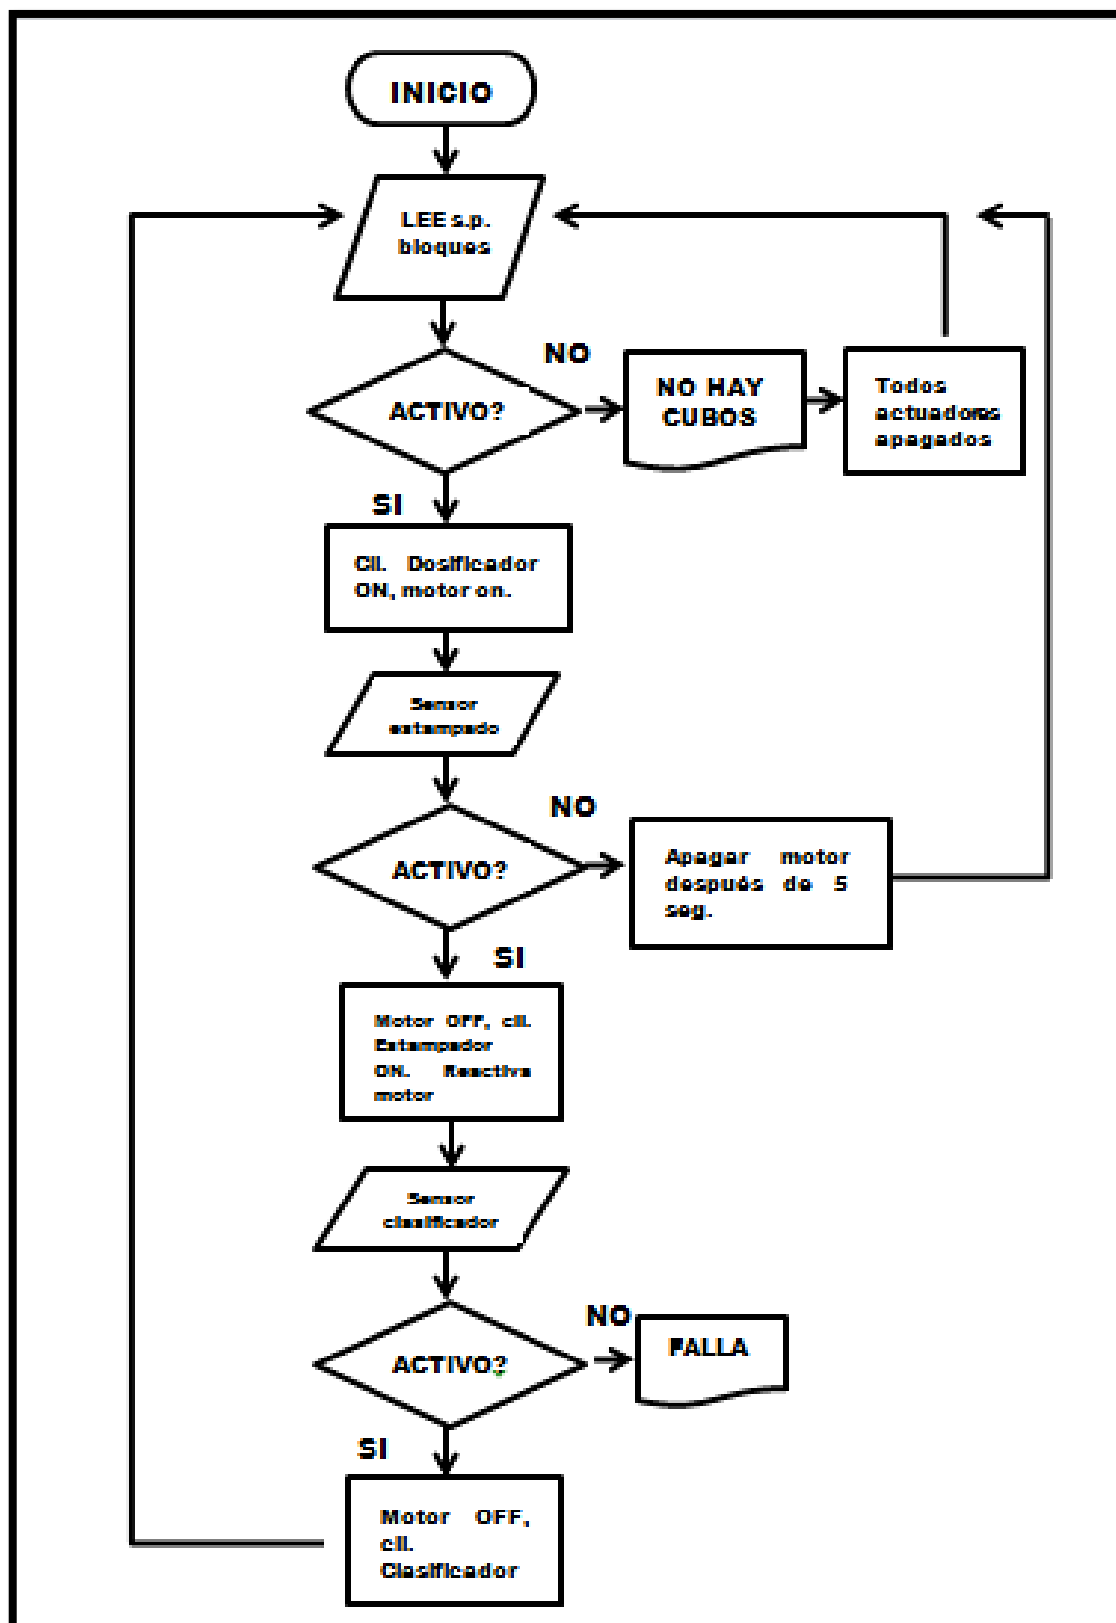 INICIO
LEE s.p.
bloques
NO
ACTIVO?
NO HAY
CUBOS
Todos
actuadores
apagados
SI
Cil. Dosificador
ON, motor on.
Sensor
estampado
NO
ACTIVO?
Apagar motor
después de 5
seg.
SI
Motor OFF, cil.
Estampador
ON. Reactiva
motor
Sensor
clasificador
NO
ACTIVO?
FALLA
SI
Motor OFF,
cil.
Clasificador